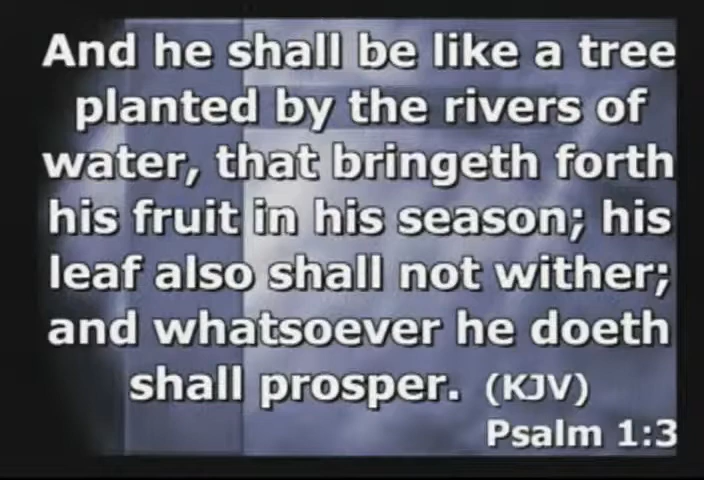 And he shall be like a tree
planted by the rivers of
water, that bringeth forth
his fruit in his season; his
leaf also shall not wither;
and whatsoever he doeth
shall prosper. (KJV)
Psalm 1:3